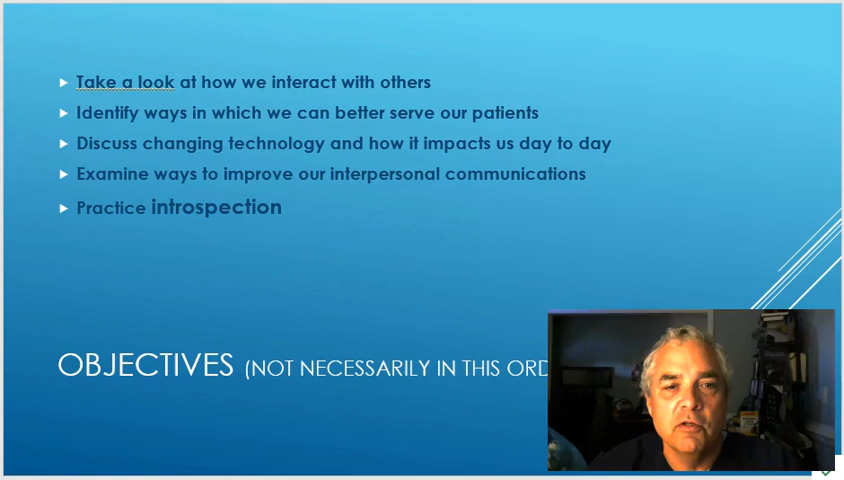 Take a look at how we interact with others
Identify ways in which we can better serve our patients
Discuss changing technology and how it impacts us day to day
Examine ways to improve our interpersonal communications
Practice introspection
OBJECTIVES (NOT NECESSARILY IN THIS ORD